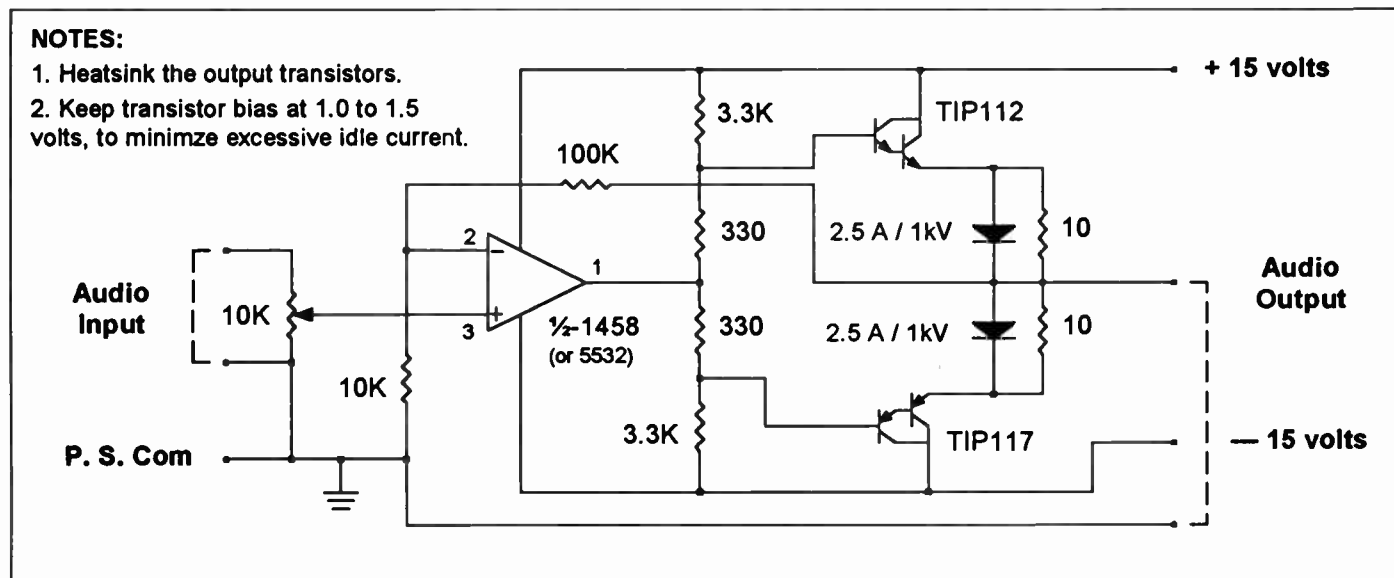 NOTES:
1. Heatsink the output transistors.
2. Keep transistor bias at 1.0 to 1.5
volts, to minimze excessive idle current.
+ 15 volts
3.3K
TIP112
100K
330
2.5 A / 1kV
10
2
−
1
Audio
Input
10K
+
3
½-1458
(or 5532)
330
2.5 A / 1kV
10
Audio
Output
10K
3.3K
TIP117
— 15 volts
P. S. Com